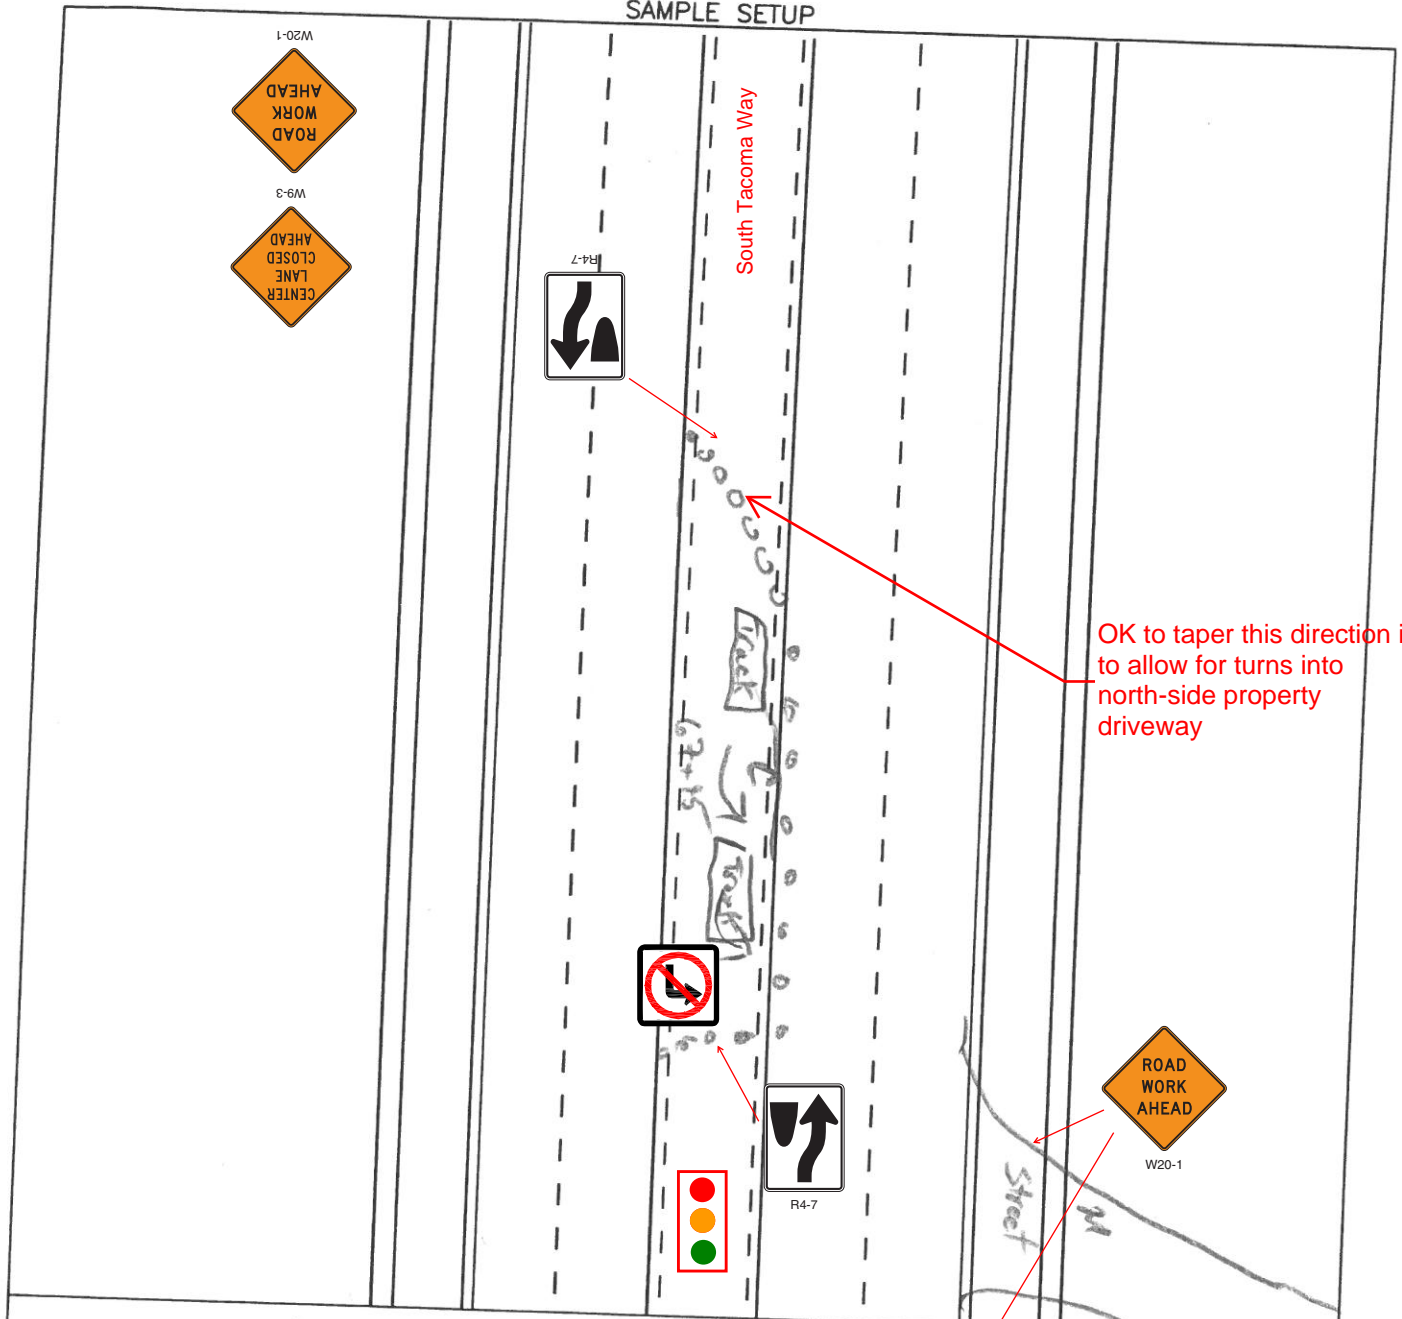 SAMPLE SETUP
W20-1
ROAD
WORK
AHEAD
W9-3
CENTER
LANE
CLOSED
AHEAD
South Tacoma Way
R4-7
OK to taper this direction i
to allow for turns into
north-side property
driveway
Truck
Truck
ROAD
WORK
AHEAD
W20-1
R4-7
M
Street